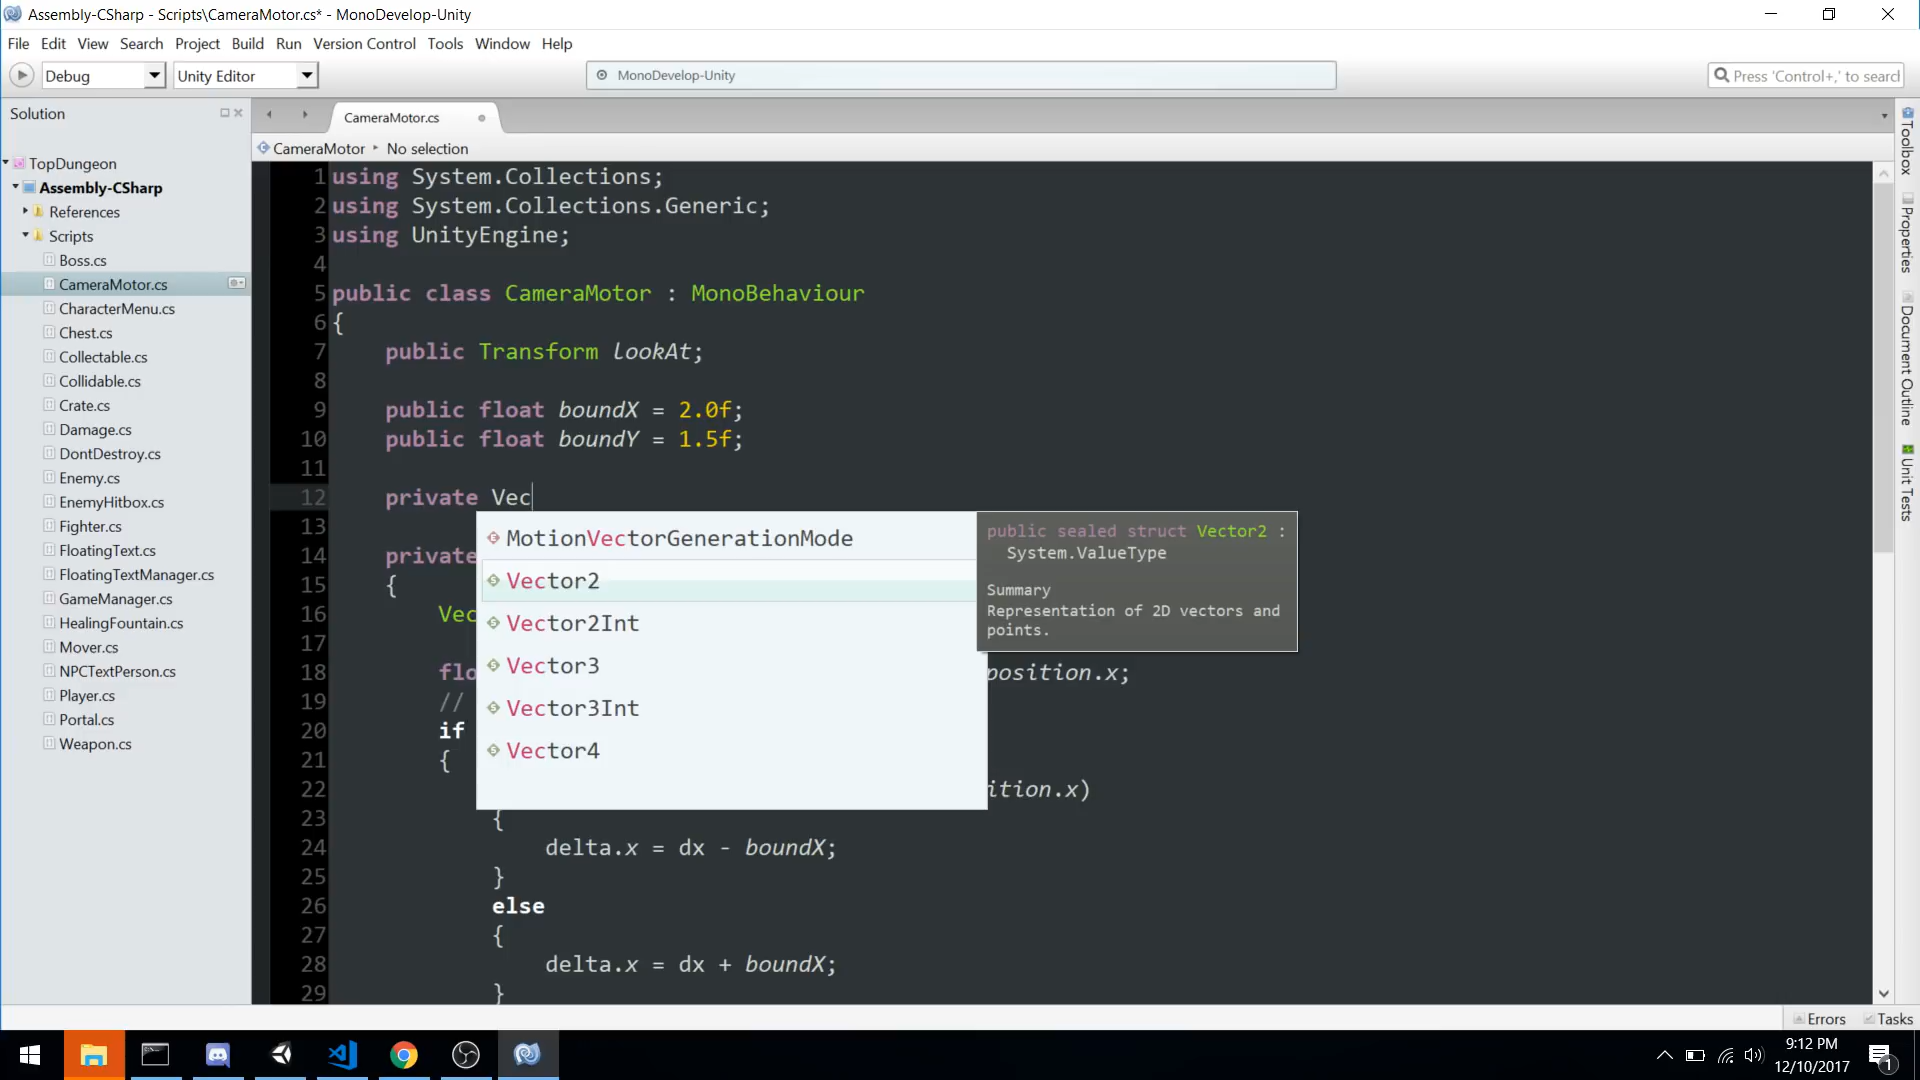 Assembly-CSharp - Scripts\CameraMotor.cs* - MonoDevelop-Unity
File Edit View Search Project Build Run Version Control Tools Window Help
Debug
Unity Editor
MonoDevelop-Unity
Press 'Control+,' to search
Solution
CameraMotor.cs
CameraMotor No selection
TopDungeon
Assembly-CSharp
References
Scripts
Boss.cs
CameraMotor.cs
CharacterMenu.cs
Chest.cs
Collectable.cs
Collidable.cs
Crate.cs
Damage.cs
DontDestroy.cs
Enemy.cs
EnemyHitbox.cs
Fighter.cs
FloatingText.cs
FloatingTextManager.cs
GameManager.cs
HealingFountain.cs
Mover.cs
NPCTextPerson.cs
Player.cs
Portal.cs
Weapon.cs
1 using System.Collections;
2 using System.Collections.Generic;
3 using UnityEngine;
4
5 public class CameraMotor : MonoBehaviour
6 {
7 public Transform lookAt;
8
9 public float boundX = 2.0f;
10 public float boundY = 1.5f;
11
12 private Vec
13
14 private
15 {
16 Vec
17
18 flo position.x;
19 //
20 if
21 {
22 ition.x)
23 {
24 delta.x = dx - boundX;
25 }
26 else
27 {
28 delta.x = dx + boundX;
29 }
MotionVectorGenerationMode
Vector2
Vector2Int
Vector3
Vector3Int
Vector4
public sealed struct Vector2 :
System.ValueType
Summary
Representation of 2D vectors and
points.
Toolbox
Properties
Document Outline
Unit Tests
Errors
Tasks
9:12 PM
12/10/2017
1